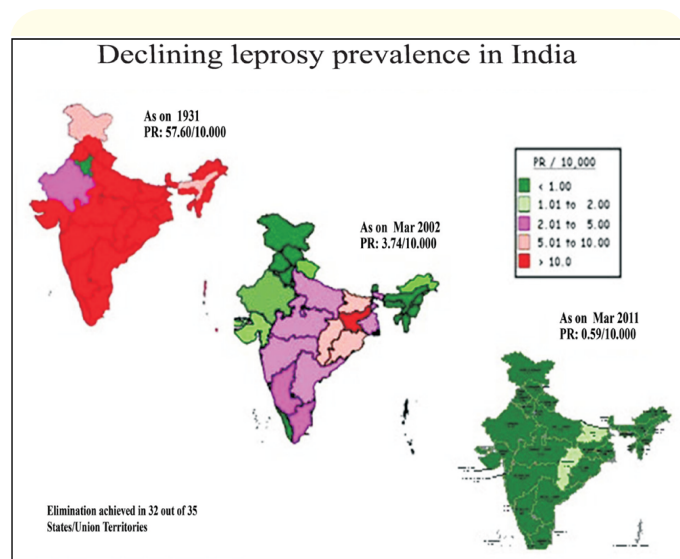 Declining leprosy prevalence in India
As on 1931
PR: 57.60/10.000
As on Mar 2002
PR: 3.74/10.000
PR / 10,000
< 1.00
1.01 to 2.00
2.01 to 5.00
5.01 to 10.00
> 10.0
As on Mar 2011
PR: 0.59/10.000
Elimination achieved in 32 out of 35
States/Union Territories